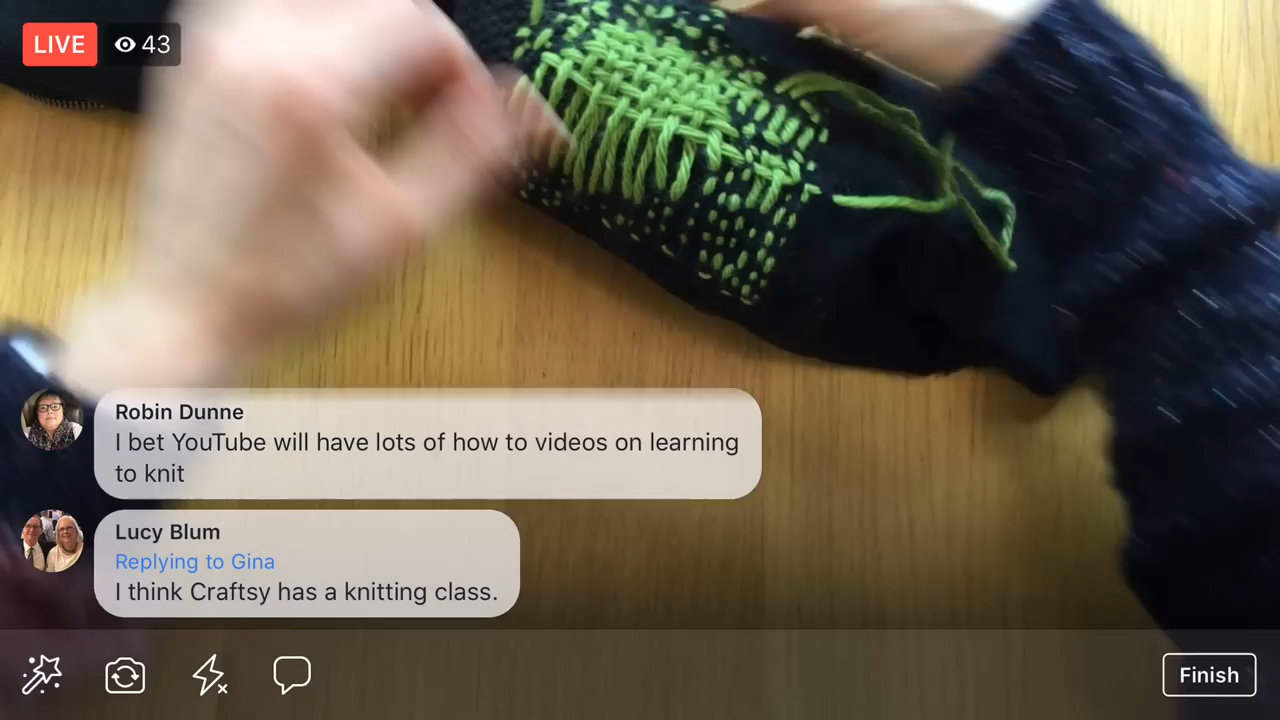 LIVE 43
Robin Dunne
I bet YouTube will have lots of how to videos on learning
to knit
Lucy Blum
Replying to Gina
I think Craftsy has a knitting class.
Finish